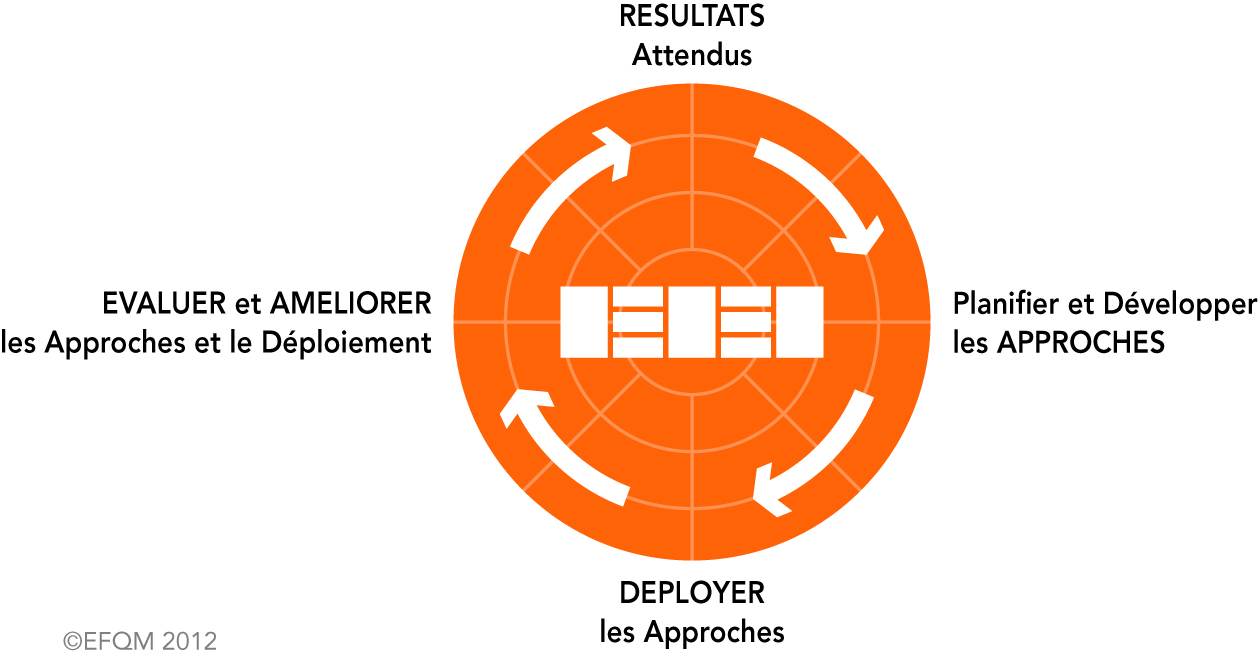 RESULTATS
Attendus
EVALUER et AMELIORER
les Approches et le Déploiement
Planifier et Développer
les APPROCHES
DEPLOYER
les Approches
©EFQM 2012